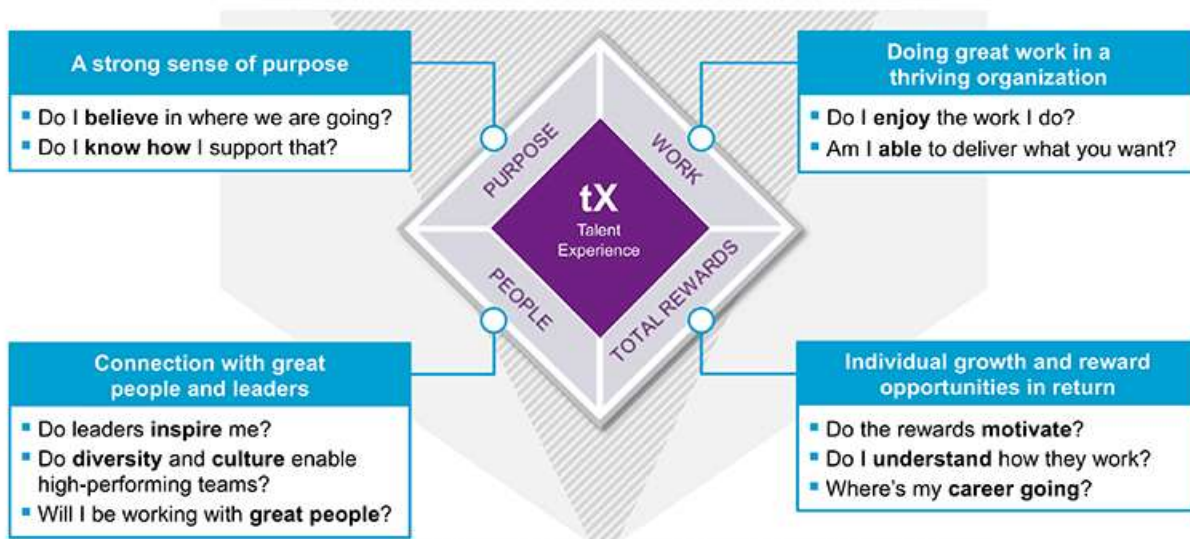 A strong sense of purpose
▪ Do I believe in where we are going?
▪ Do I know how I support that?
Doing great work in a
thriving organization
▪ Do I enjoy the work I do?
▪ Am I able to deliver what you want?
PURPOSE
WORK
tX
Talent
Experience
PEOPLE
TOTAL REWARDS
Connection with great
people and leaders
▪ Do leaders inspire me?
▪ Do diversity and culture enable
high-performing teams?
▪ Will I be working with great people?
Individual growth and reward
opportunities in return
▪ Do the rewards motivate?
▪ Do I understand how they work?
▪ Where's my career going?